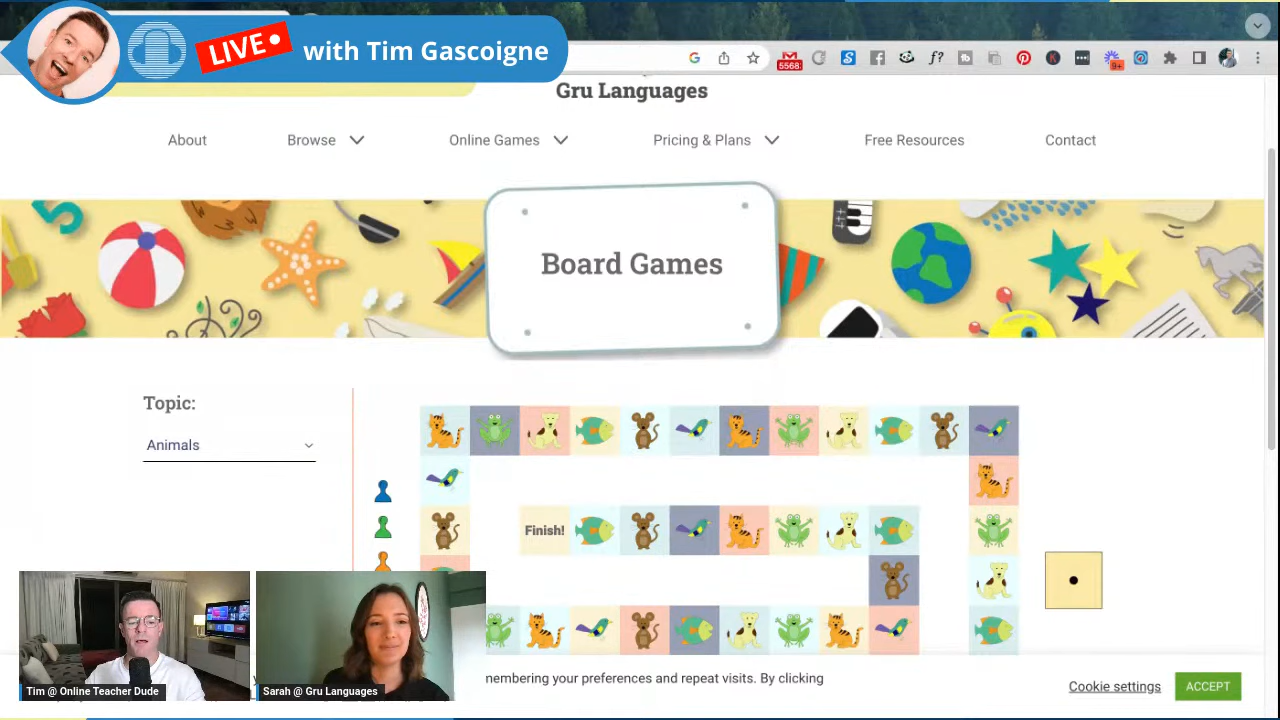 LIVE
with Tim Gascoigne
5568
f?
9+
Gru Languages
About
Browse
Online Games
Pricing & Plans
Free Resources
Contact
Board Games
Topic:
Animals
Finish!
nembering your preferences and repeat visits. By clicking
Cookie settings
ACCEPT
Tim @ Online Teacher Dude
Sarah @ Gru Languages